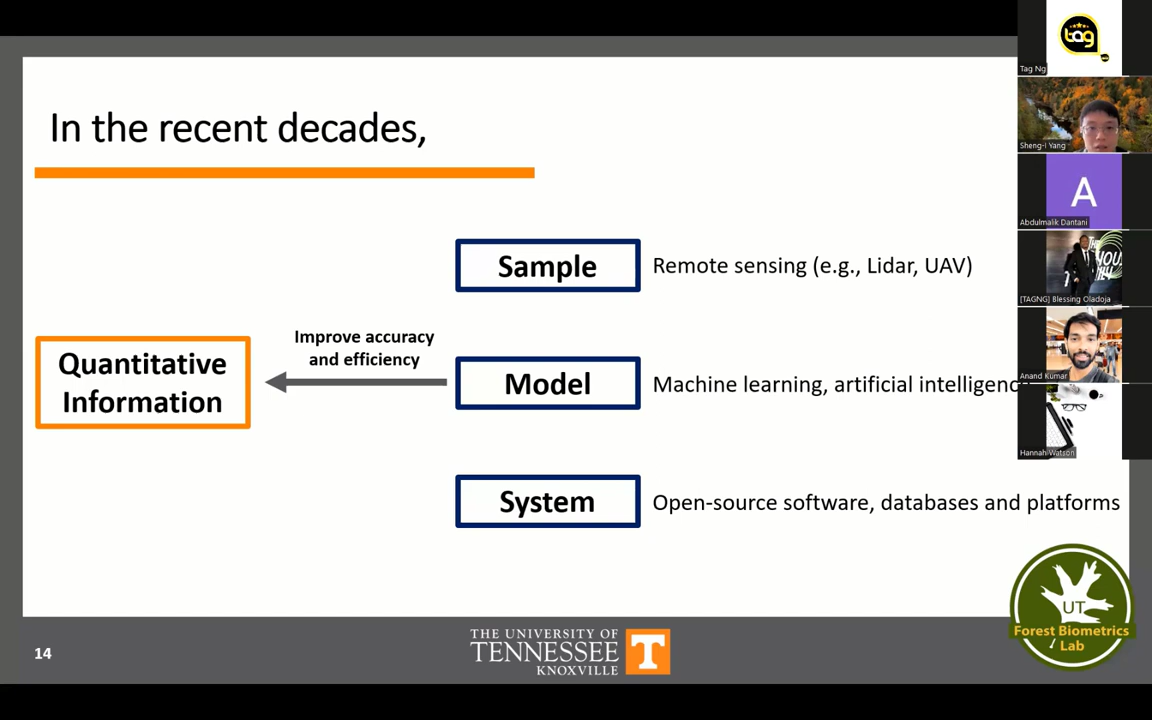 In the recent decades,
Sample
Remote sensing (e.g., Lidar, UAV)
Improve accuracy
and efficiency
Quantitative
Information
Model
Machine learning, artificial intelligenc
System
Open-source software, databases and platforms
14
THE UNIVERSITY OF
TENNESSEE
KNOXVILLE
T
UT
Forest Biometrics
Lab
tag
Tag Ng
Sheng-I Yang
A
Abdulmalik Dantani
[TAGNG] Blessing Oladoja
Anand Kumar
Hannah Watson